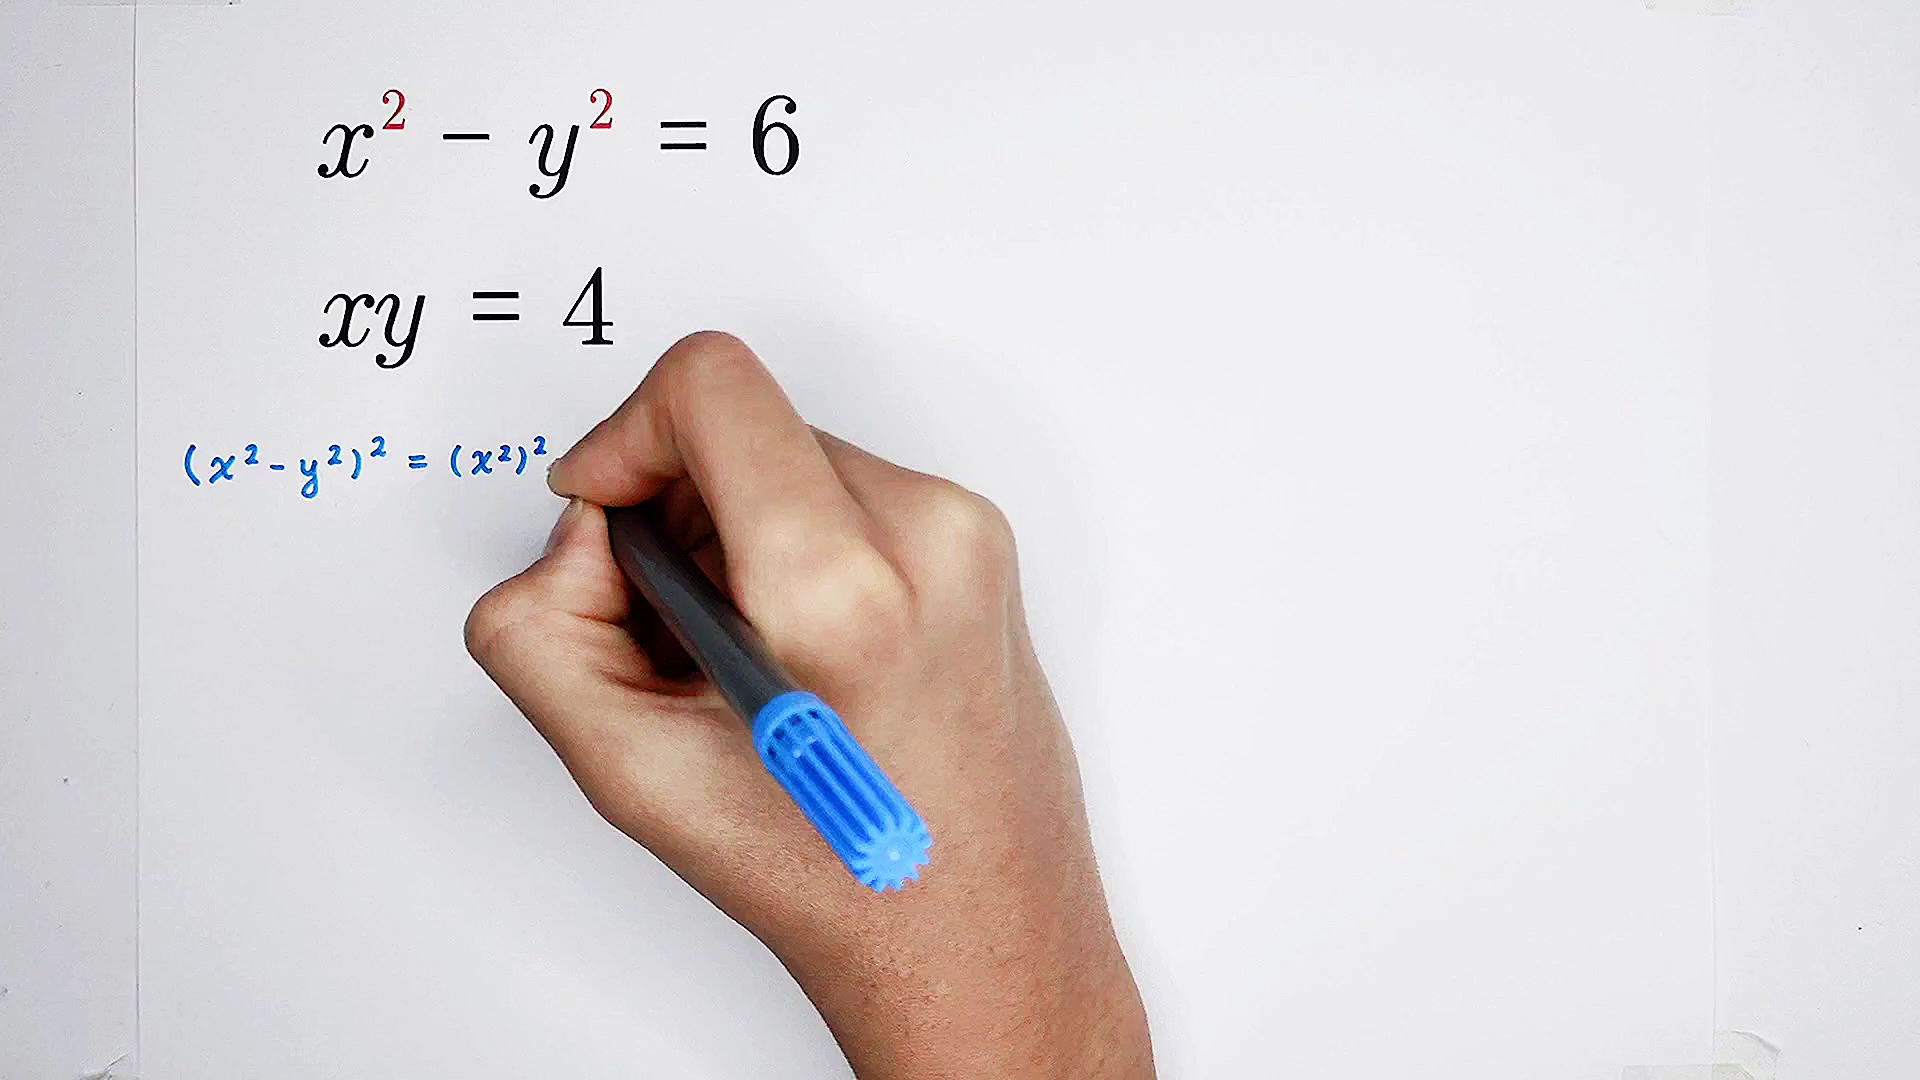 x² - y² = 6
xy = 4
(x² - y²)² = (x²)²